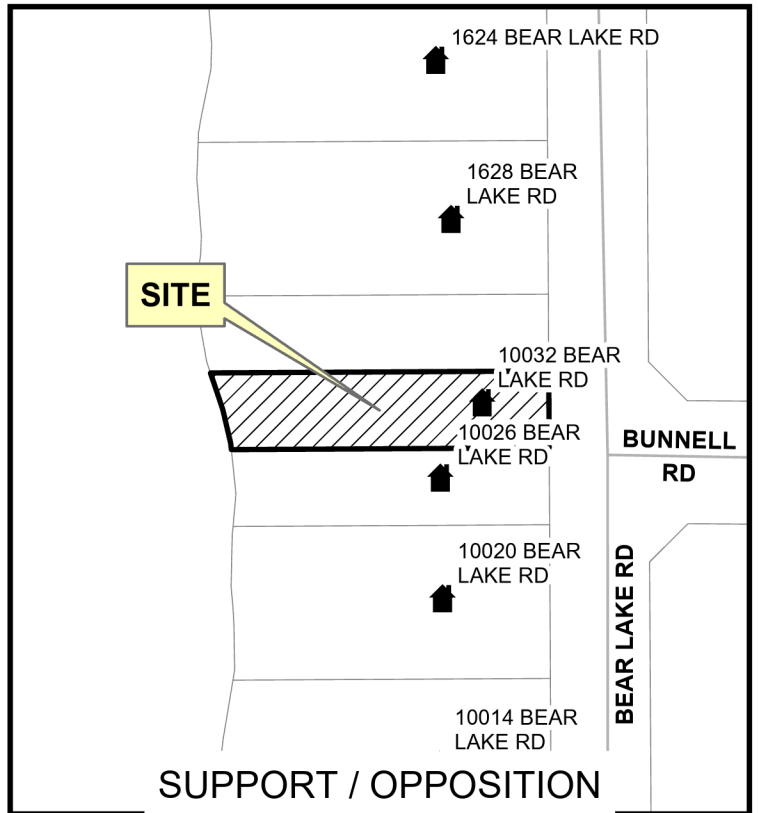 1624 BEAR LAKE RD
1628 BEAR
LAKE RD
SITE
10032 BEAR
LAKE RD
10026 BEAR
LAKE RD
BUNNELL
RD
10020 BEAR
LAKE RD
BEAR LAKE RD
10014 BEAR
LAKE RD
SUPPORT / OPPOSITION